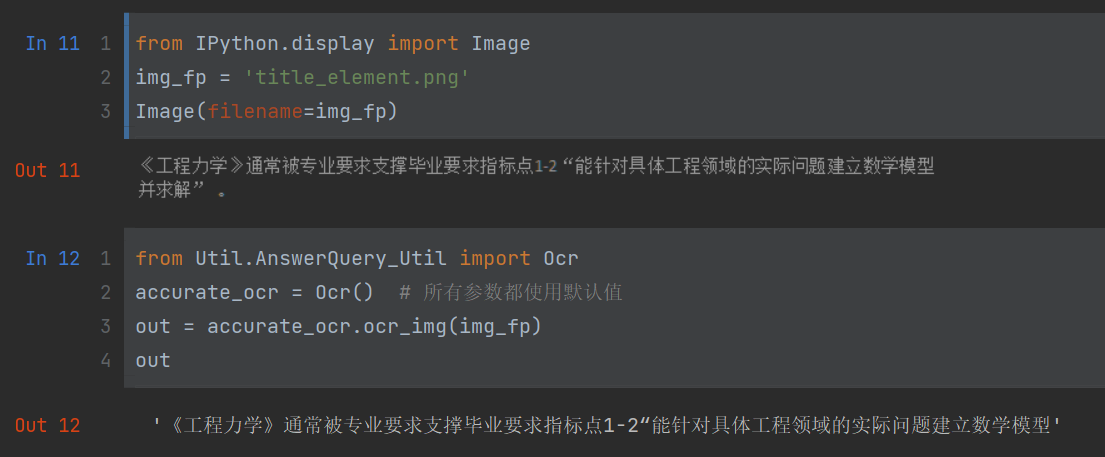 In 11 1 from IPython.display import Image
2 img_fp = 'title_element.png'
3 Image(filename=img_fp)
Out 11 《工程力学》通常被专业要求支撑毕业要求指标点1-2“能针对具体工程领域的实际问题建立数学模型
并求解” 。
In 12 1 from Util.AnswerQuery_Util import Ocr
2 accurate_ocr = Ocr()  # 所有参数都使用默认值
3 out = accurate_ocr.ocr_img(img_fp)
4 out
Out 12 '《工程力学》通常被专业要求支撑毕业要求指标点1-2“能针对具体工程领域的实际问题建立数学模型'